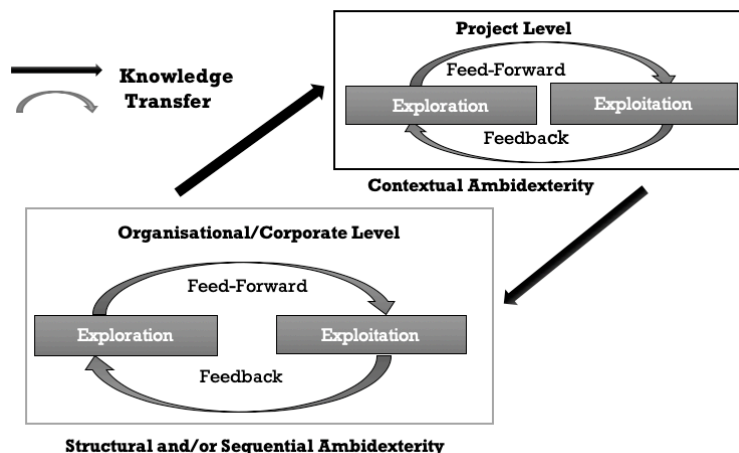 Project Level
Knowledge
Transfer
Feed-Forward
Exploration
Exploitation
Feedback
Contextual Ambidexterity
Organisational/Corporate Level
Feed-Forward
Exploration
Exploitation
Feedback
Structural and/or Sequential Ambidexterity